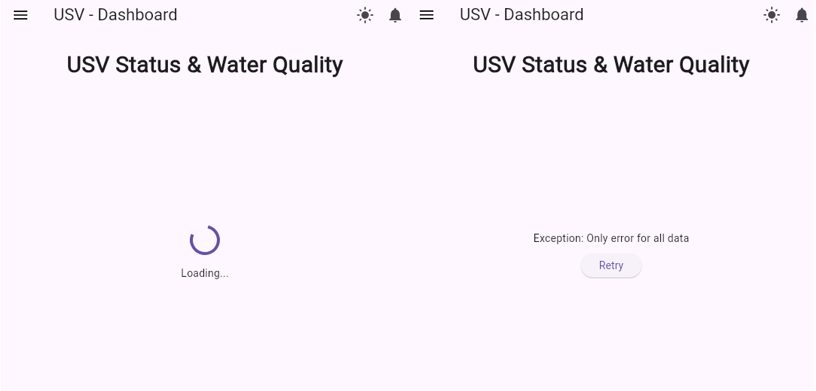 USV - Dashboard
USV Status & Water Quality
Loading...
USV - Dashboard
USV Status & Water Quality
Exception: Only error for all data
Retry